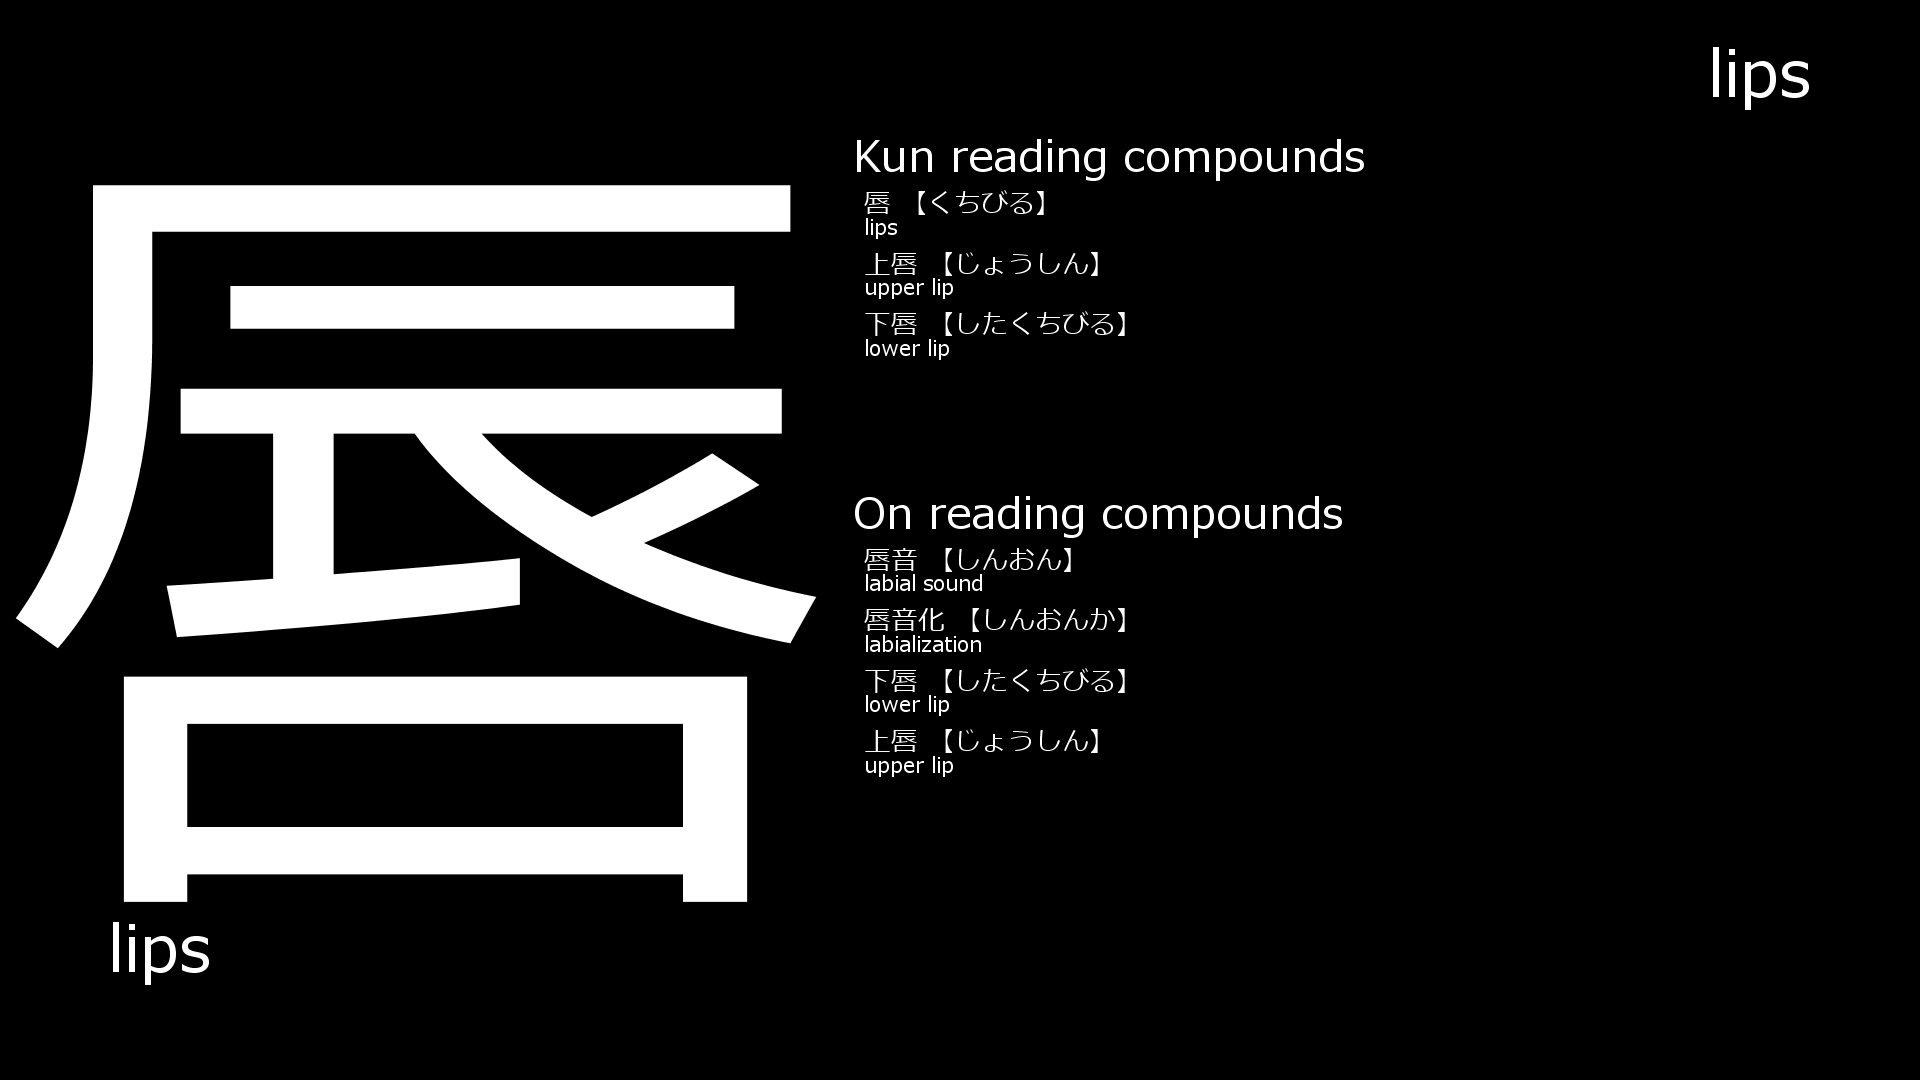 lips
唇
lips
Kun reading compounds
唇 【くちびる】
lips
上唇 【じょうしん】
upper lip
下唇 【したくちびる】
lower lip
On reading compounds
唇音 【しんおん】
labial sound
唇音化 【しんおんか】
labialization
下唇 【したくちびる】
lower lip
上唇 【じょうしん】
upper lip